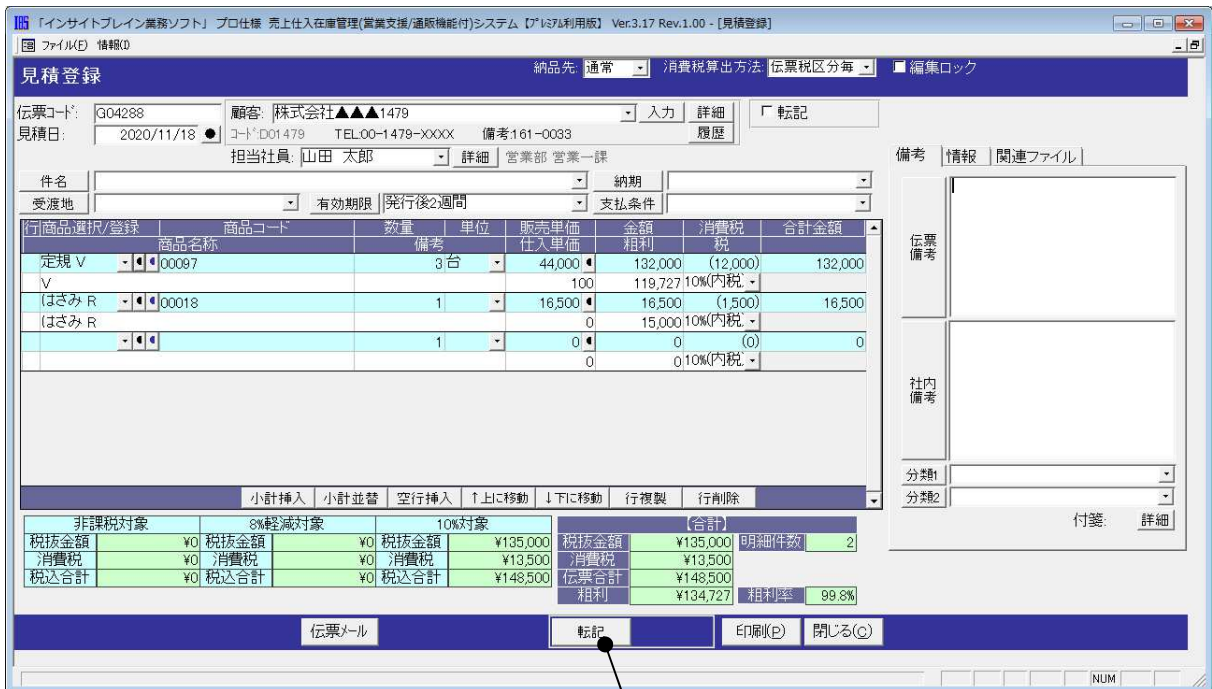 「インサイトブレイン業務ソフト」 プロ仕様 売上仕入在庫管理(営業支援/通販機能付)システム【ﾌﾟﾚﾐｱﾑ利用版】 Ver.3.17 Rev.1.00 - [見積登録]
ファイル(F) 情報(I)
見積登録 納品先: 通常 消費税算出方法: 伝票税区分毎 編集ロック
伝票ｺｰﾄﾞ: G04288 顧客: 株式会社▲▲▲1479 入力 詳細 転記
見積日: 2020/11/18 ｺｰﾄﾞ:D01479 TEL:00-1479-XXXX 備考:161-0033 履歴
担当社員: 山田 太郎 詳細 営業部 営業一課
件名 納期
受渡地 有効期限 発行後2週間 支払条件
行 商品選択/登録 商品コード 数量 単位 販売単価 金額 消費税 合計金額
商品名称 備考 仕入単価 粗利 税
定規 V 00097 3 台 44,000 132,000 (12,000) 132,000
V 100 119,727 10%(内税)
はさみ R 00018 1 16,500 16,500 (1,500) 16,500
はさみ R 0 15,000 10%(内税)
1 0 0 (0) 0
0 0 10%(内税)
小計挿入 小計並替 空行挿入 ↑上に移動 ↓下に移動 行複製 行削除
備考 情報 関連ファイル
伝票
備考
社内
備考
分類1
分類2
付箋: 詳細
非課税対象 8%軽減対象 10%対象 【合計】
税抜金額 ¥0 税抜金額 ¥0 税抜金額 ¥135,000 税抜金額 ¥135,000 明細件数 2
消費税 ¥0 消費税 ¥0 消費税 ¥13,500 消費税 ¥13,500
税込合計 ¥0 税込合計 ¥0 税込合計 ¥148,500 伝票合計 ¥148,500
粗利 ¥134,727 粗利率 99.8%
伝票メール 転記 印刷(P) 閉じる(C)
NUM